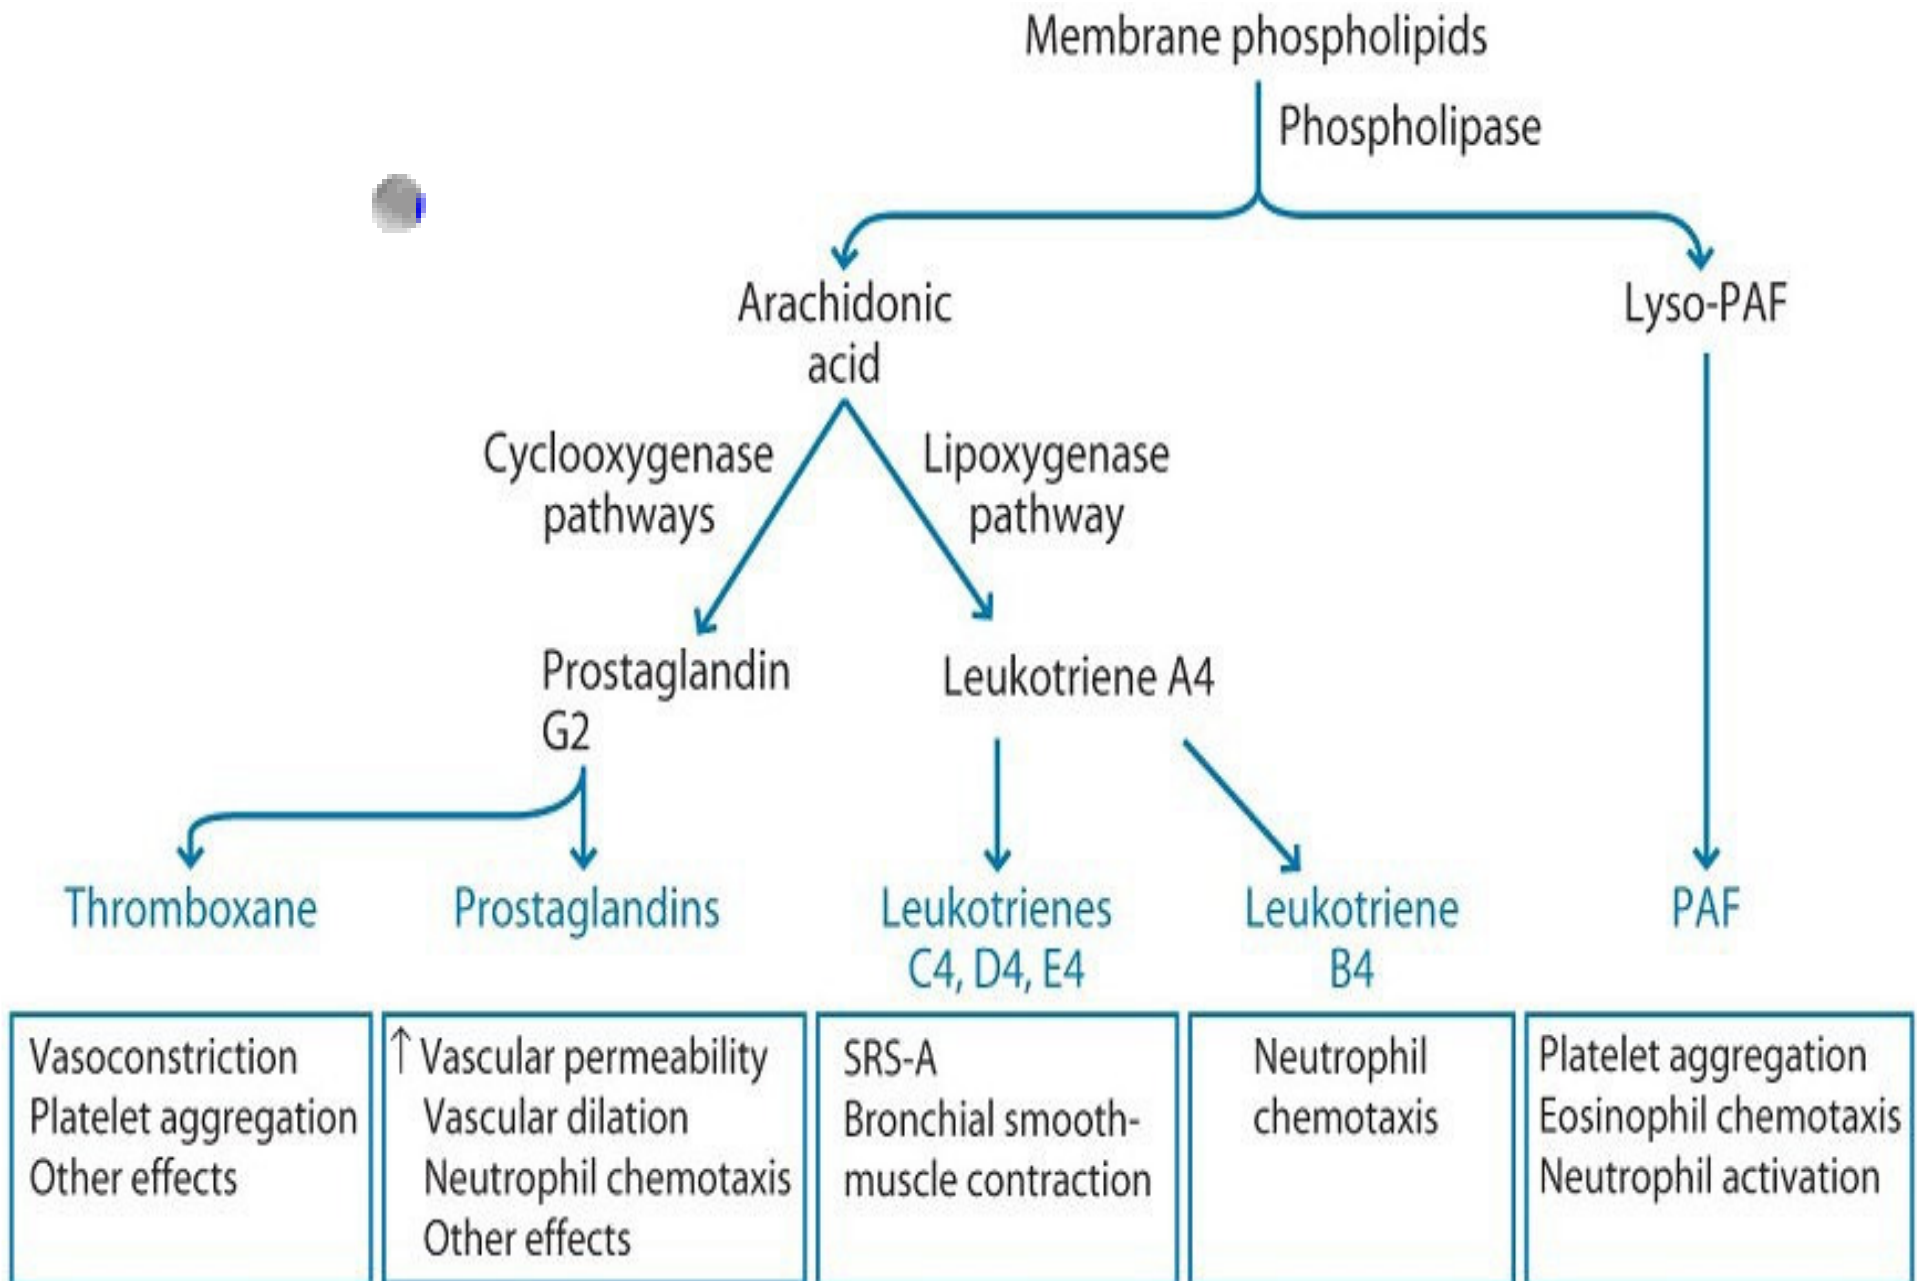 Membrane phospholipids
Phospholipase
Arachidonic
acid
Lyso-PAF
Cyclooxygenase
pathways
Lipoxygenase
pathway
Prostaglandin
G2
Leukotriene A4
Thromboxane
Prostaglandins
Leukotrienes
C4, D4, E4
Leukotriene
B4
PAF
Vasoconstriction
Platelet aggregation
Other effects
↑ Vascular permeability
Vascular dilation
Neutrophil chemotaxis
Other effects
SRS-A
Bronchial smooth-
muscle contraction
Neutrophil
chemotaxis
Platelet aggregation
Eosinophil chemotaxis
Neutrophil activation